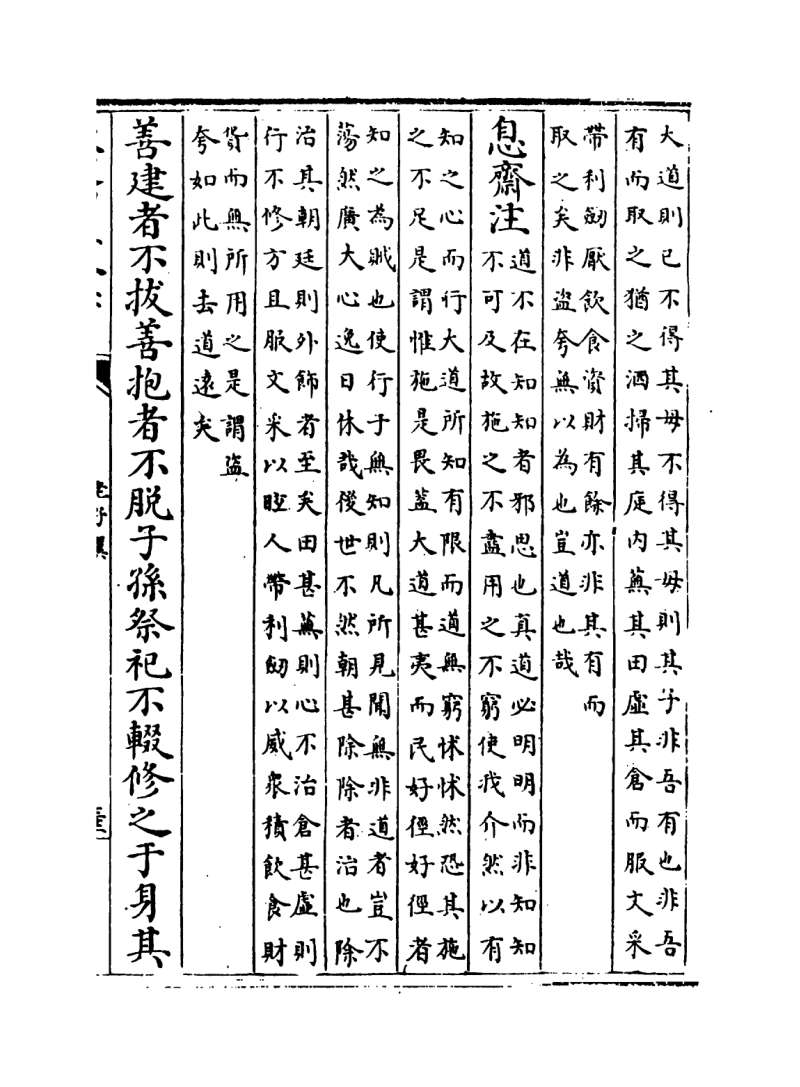 大道則已不得其母不得其母則其子非吾有也非吾
有而取之猶之洒掃其庭内蕪其田虛其倉而服文采
帶利劒厭飲食資財有餘亦非其有而
取之矣非盗夸無以為也豈道也哉
息齋注
道不在知知者邪思也真道必明明而非知知
不可及故施之不盡用之不窮使我介然以有
知之心而行大道所知有限而道無窮怵怵然恐其施
之不足是謂惟施是畏葢大道甚夷而民好徑好徑者
知之為賊也使行于無知則凡所見聞無非道者豈不
蕩然廣大心逸日休哉後世不然朝甚除除者治也除
治其朝廷則外飾者至矣田甚蕪則心不治倉甚虛則
行不修方且服文采以眩人帶利劒以威衆積飲食財
貨而無所用之是謂盗
夸如此則去道遠矣
善建者不拔善抱者不脱子孫祭祀不輟修之于身其
老子翼